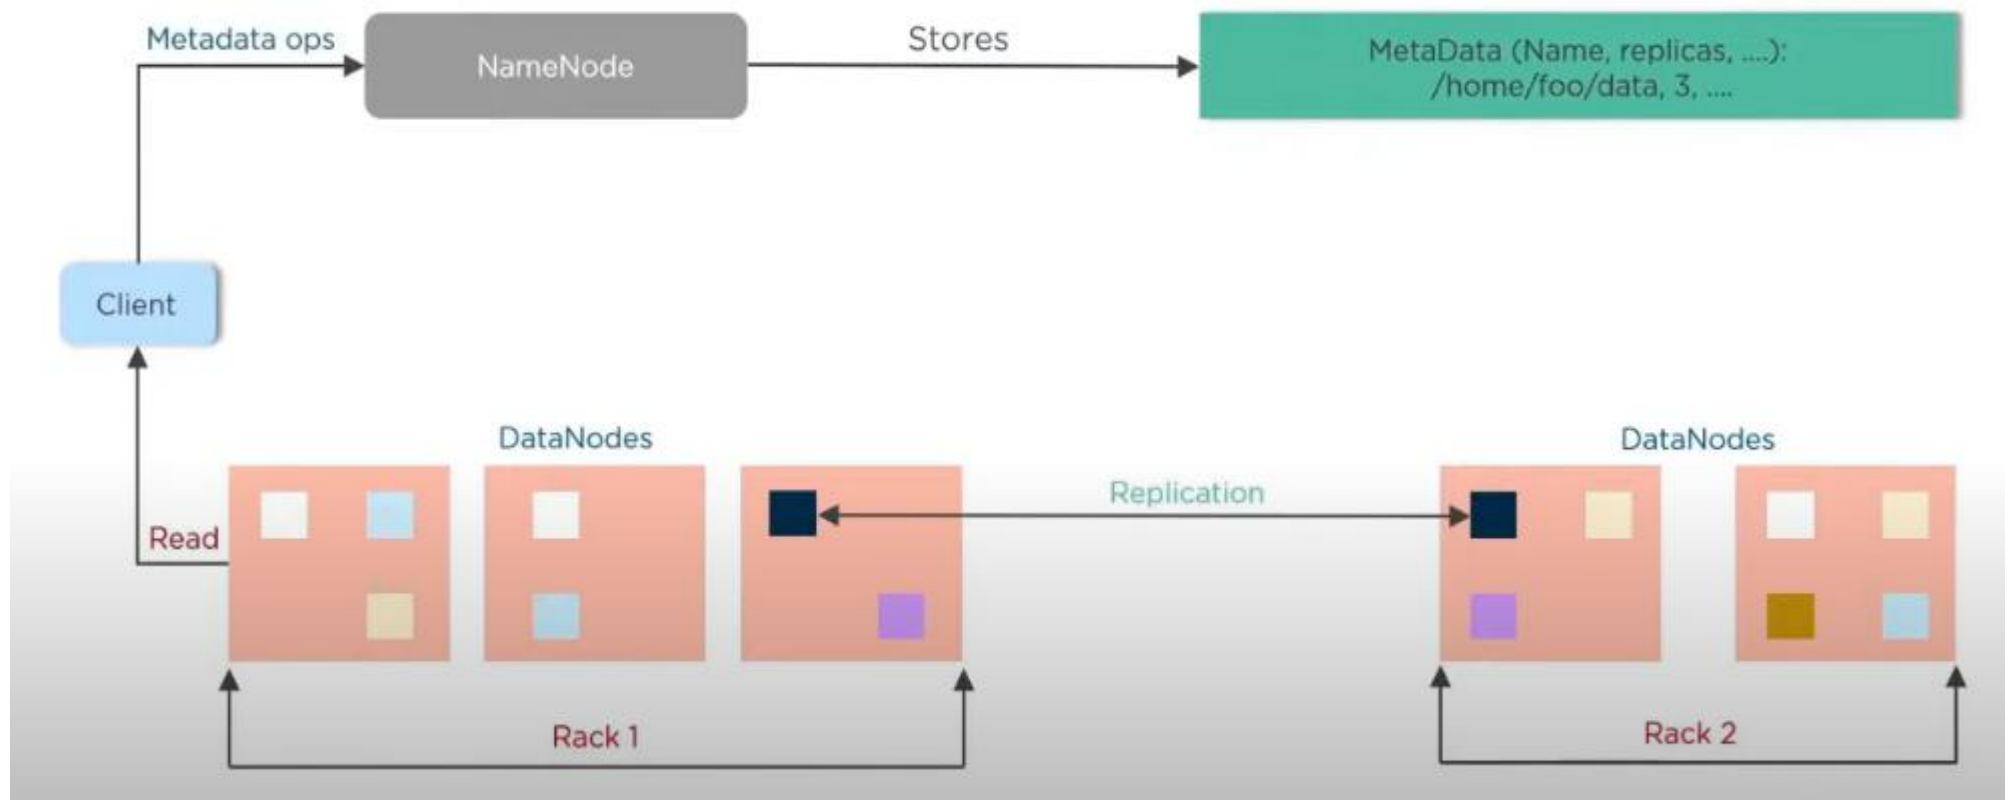 Metadata ops
NameNode
Stores
MetaData (Name, replicas, ....):
/home/foo/data, 3, ....
Client
DataNodes
DataNodes
Replication
Read
Rack 1
Rack 2